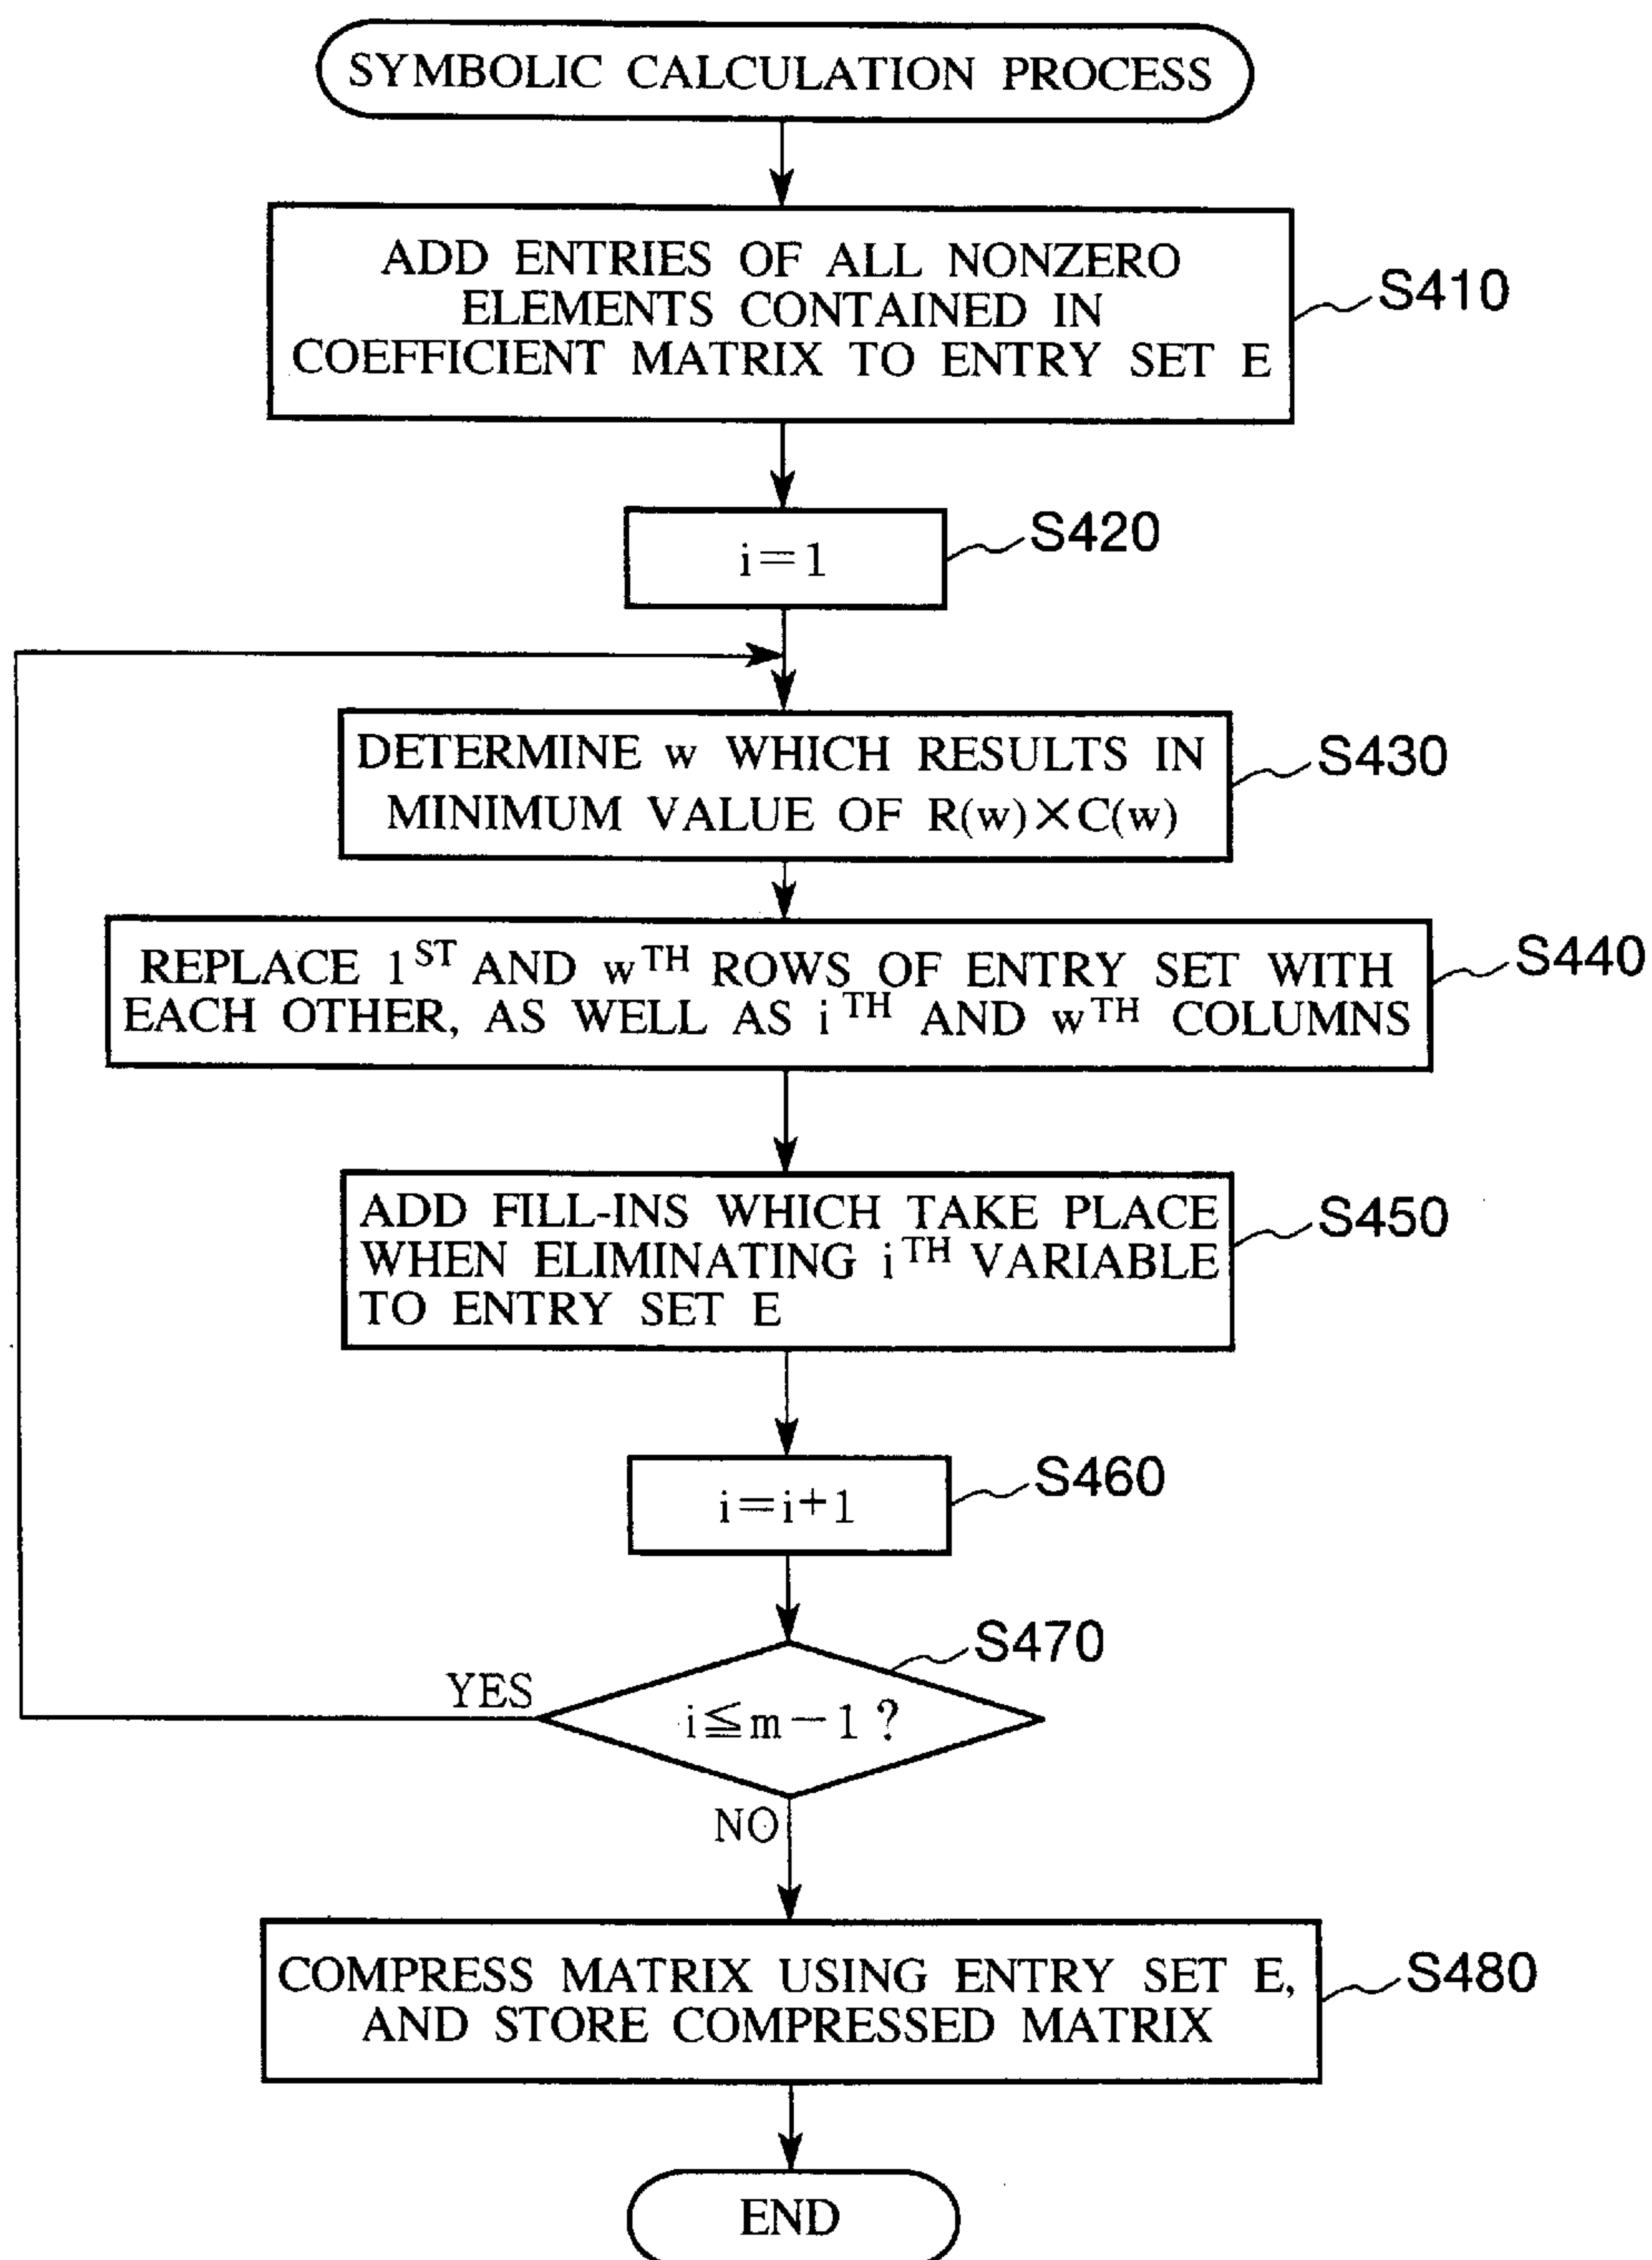 SYMBOLIC CALCULATION PROCESS
ADD ENTRIES OF ALL NONZERO
ELEMENTS CONTAINED IN
COEFFICIENT MATRIX TO ENTRY SET E
S410
i=1
S420
DETERMINE w WHICH RESULTS IN
MINIMUM VALUE OF R(w)×C(w)
S430
REPLACE 1ST AND wTH ROWS OF ENTRY SET WITH
EACH OTHER, AS WELL AS iTH AND wTH COLUMNS
S440
ADD FILL-INS WHICH TAKE PLACE
WHEN ELIMINATING iTH VARIABLE
TO ENTRY SET E
S450
i=i+1
S460
S470
YES
i≦m-1?
NO
COMPRESS MATRIX USING ENTRY SET E,
AND STORE COMPRESSED MATRIX
S480
END